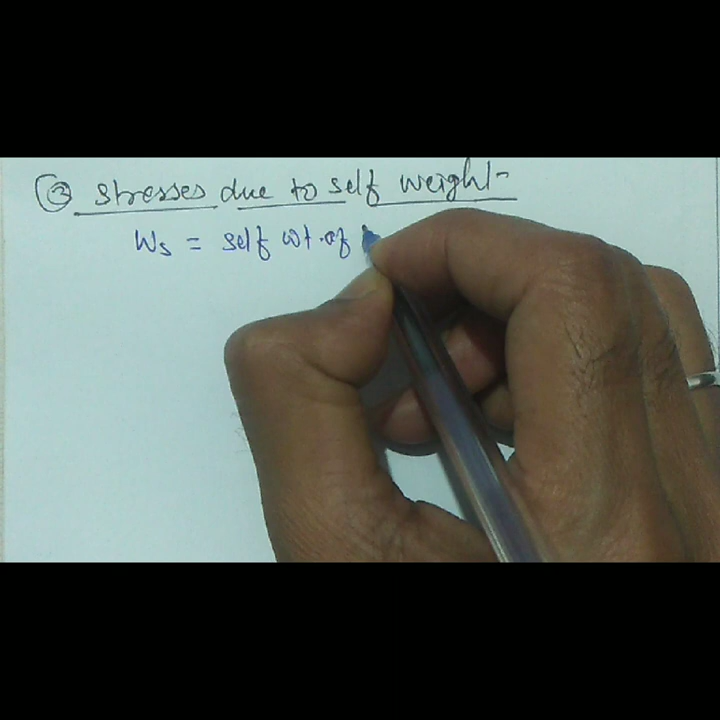 ③ Stresses due to self weight-
Ws = self wt. of